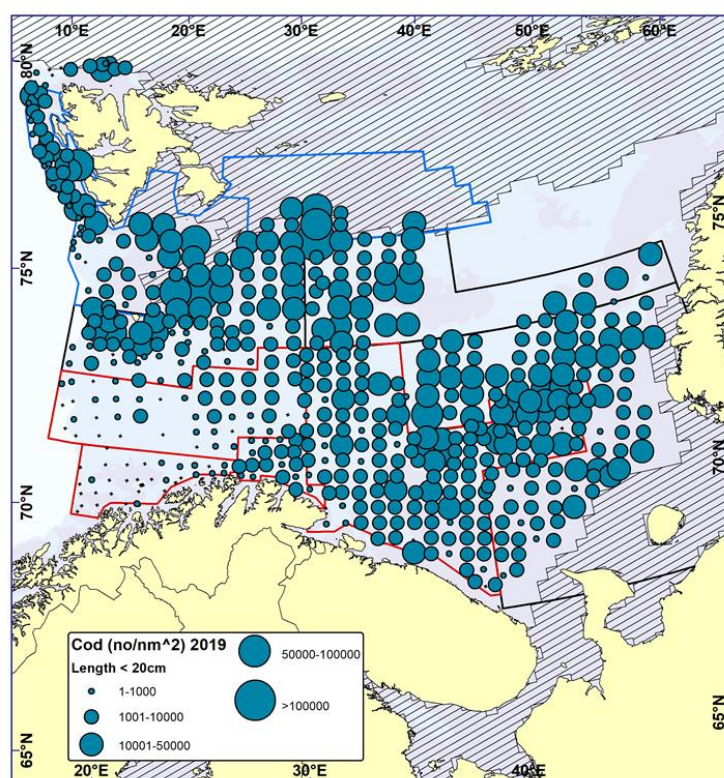 10°E 20°E 30°E 40°E 50°E 60°E
80°N
75°N
75°N
70°N
70°N
65°N
65°N
Cod (no/nm^2) 2019
Length < 20cm
1-1000
1001-10000
10001-50000
50000-100000
>100000
20°E 30°E 40°E